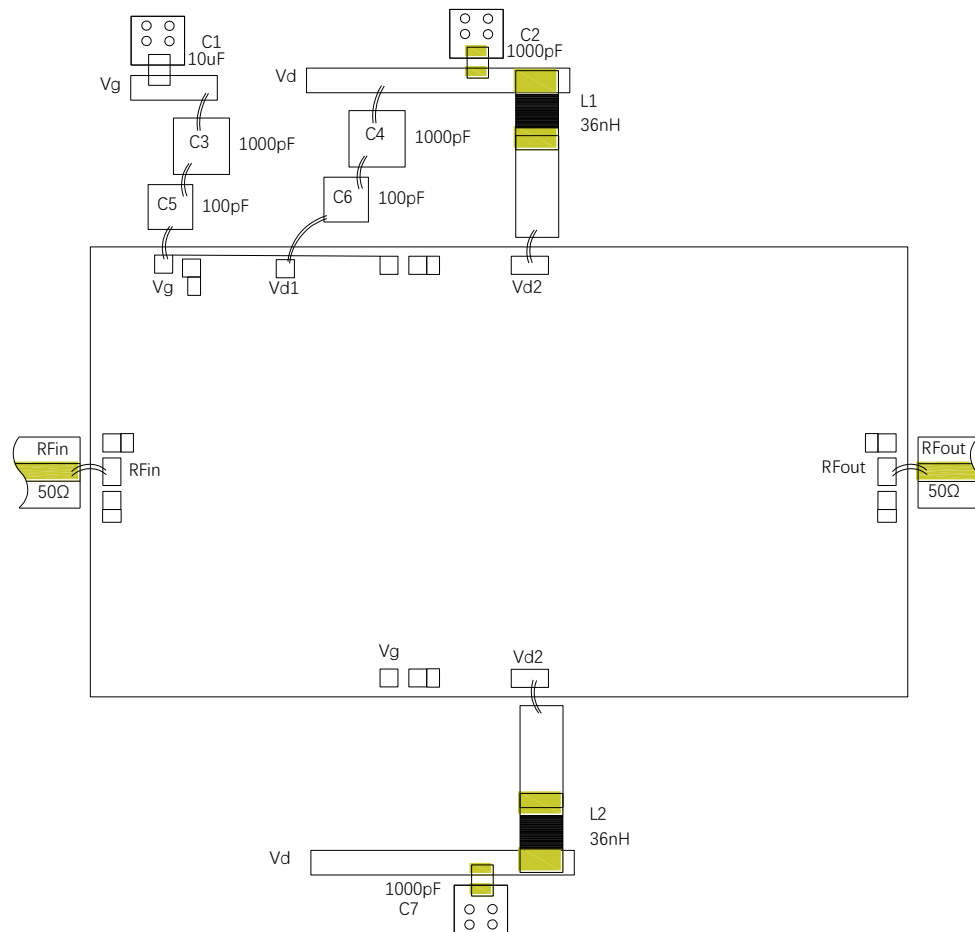 C1
10uF
Vg
C2
1000pF
Vd
L1
36nH
C3
1000pF
C4
1000pF
C5
100pF
C6
100pF
Vg
Vd1
Vd2
RFin
50Ω
RFin
RFout
RFout
50Ω
Vg
Vd2
L2
36nH
Vd
1000pF
C7